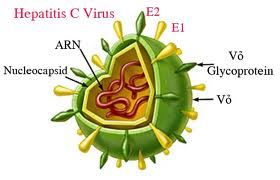 Hepatitis C Virus
E2
E1
ARN
Nucleocapsid
Vỏ
Glycoprotein
Vỏ